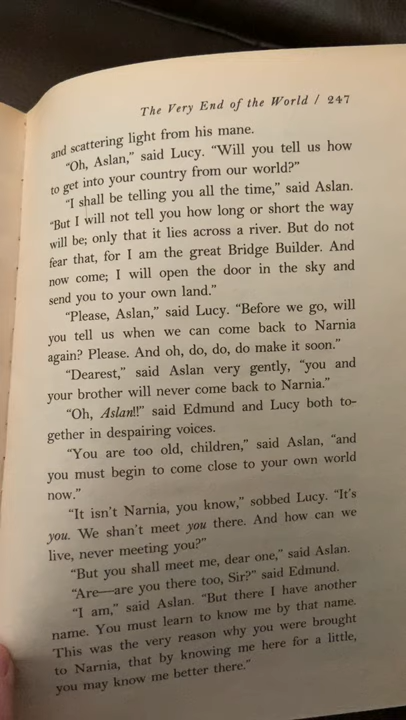 The Very End of the World / 247
and scattering light from his mane.
"Oh, Aslan," said Lucy. "Will you tell us how
to get into your country from our world?"
"I shall be telling you all the time," said Aslan.
"But I will not tell you how long or short the way
will be; only that it lies across a river. But do not
fear that, for I am the great Bridge Builder. And
now come; I will open the door in the sky and
send you to your own land."
"Please, Aslan," said Lucy. "Before we go, will
you tell us when we can come back to Narnia
again? Please. And oh, do, do, do make it soon."
"Dearest," said Aslan very gently, "you and
your brother will never come back to Narnia."
"Oh, Aslan!!" said Edmund and Lucy both to-
gether in despairing voices.
"You are too old, children," said Aslan, "and
you must begin to come close to your own world
now."
"It isn't Narnia, you know," sobbed Lucy. "It's
you. We shan't meet you there. And how can we
live, never meeting you?"
"But you shall meet me, dear one," said Aslan.
"Are—are you there too, Sir?" said Edmund.
"I am," said Aslan. "But there I have another
name. You must learn to know me by that name.
This was the very reason why you were brought
to Narnia, that by knowing me here for a little,
you may know me better there."